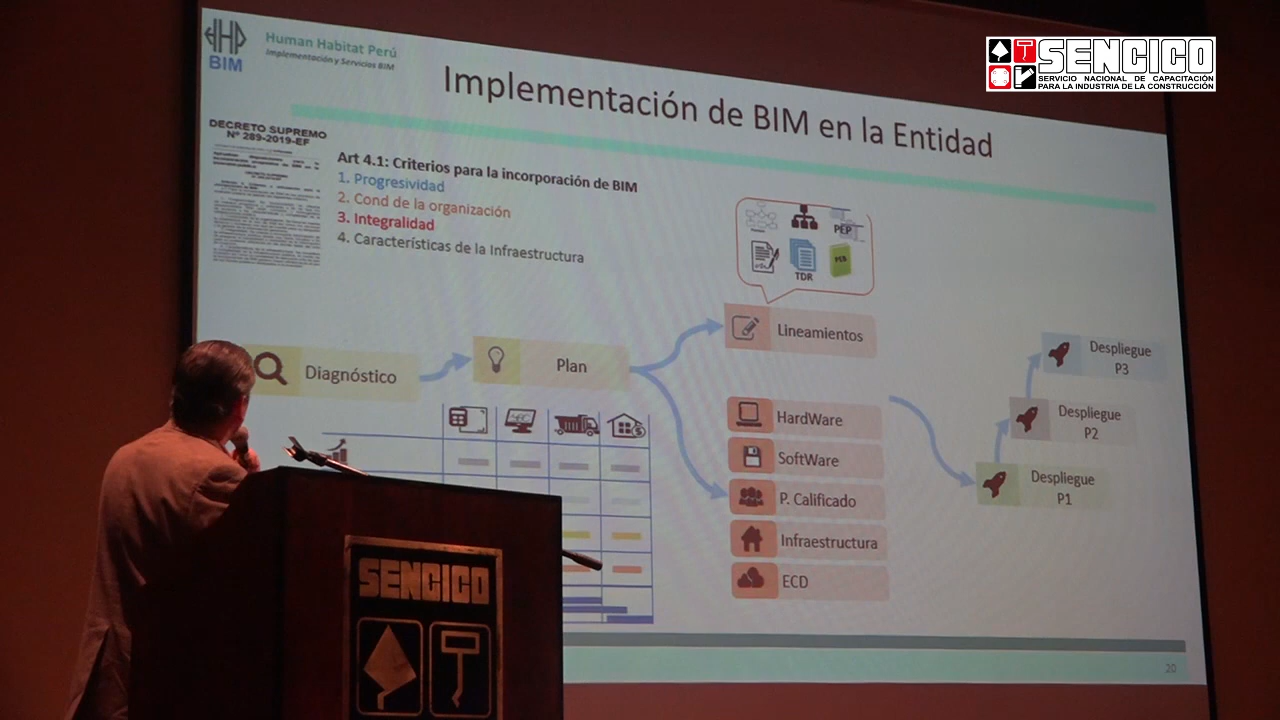 HHP
BIM
Human Habitat Perú
Implementación y Servicios BIM
Implementación de BIM en la Entidad
SENCICO
SERVICIO NACIONAL DE CAPACITACIÓN
PARA LA INDUSTRIA DE LA CONSTRUCCIÓN
DECRETO SUPREMO
Nº 289-2019-EF
Art 4.1: Criterios para la incorporación de BIM
1. Progresividad
2. Cond de la organización
3. Integralidad
4. Características de la Infraestructura
PEP
TDR
PEB
Lineamientos
Diagnóstico
Plan
HardWare
SoftWare
P. Calificado
Infraestructura
ECD
Despliegue
P3
Despliegue
P2
Despliegue
P1
20
SENCICO